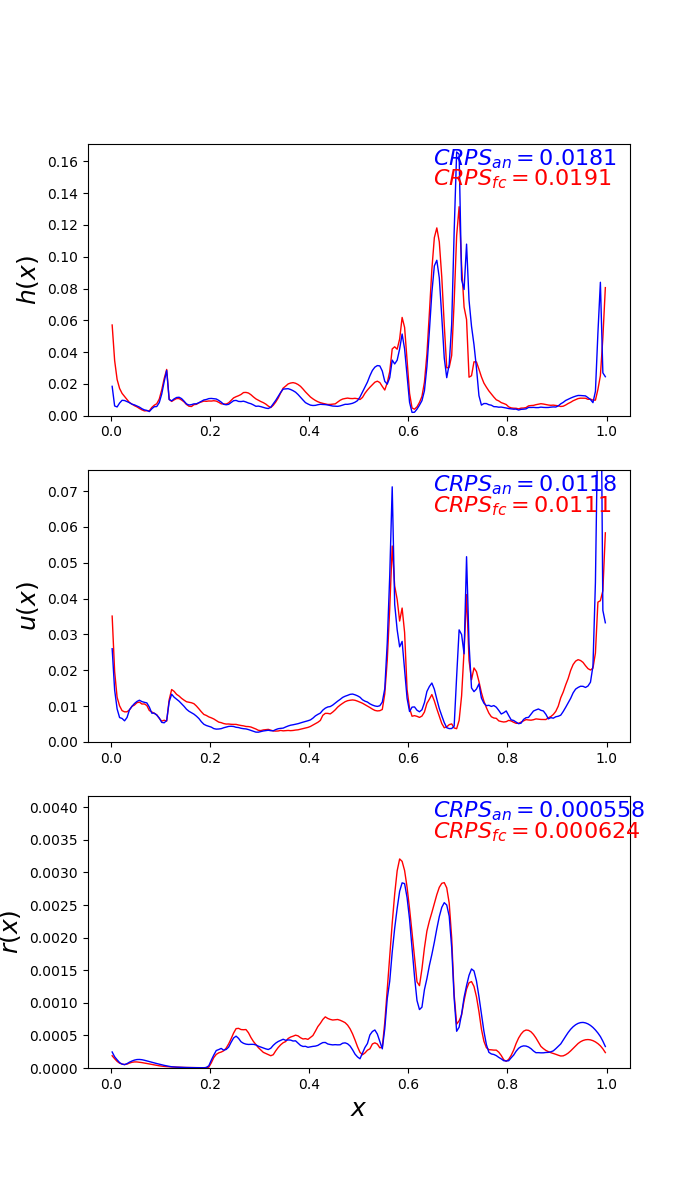 0.16
0.14
0.12
0.10
0.08
0.06
0.04
0.02
0.00
h(x)
CRPS_an = 0.0181
CRPS_fc = 0.0191
0.0 0.2 0.4 0.6 0.8 1.0
0.07
0.06
0.05
0.04
0.03
0.02
0.01
0.00
u(x)
CRPS_an = 0.0118
CRPS_fc = 0.0111
0.0 0.2 0.4 0.6 0.8 1.0
0.0040
0.0035
0.0030
0.0025
0.0020
0.0015
0.0010
0.0005
0.0000
r(x)
CRPS_an = 0.000558
CRPS_fc = 0.000624
0.0 0.2 0.4 0.6 0.8 1.0
x